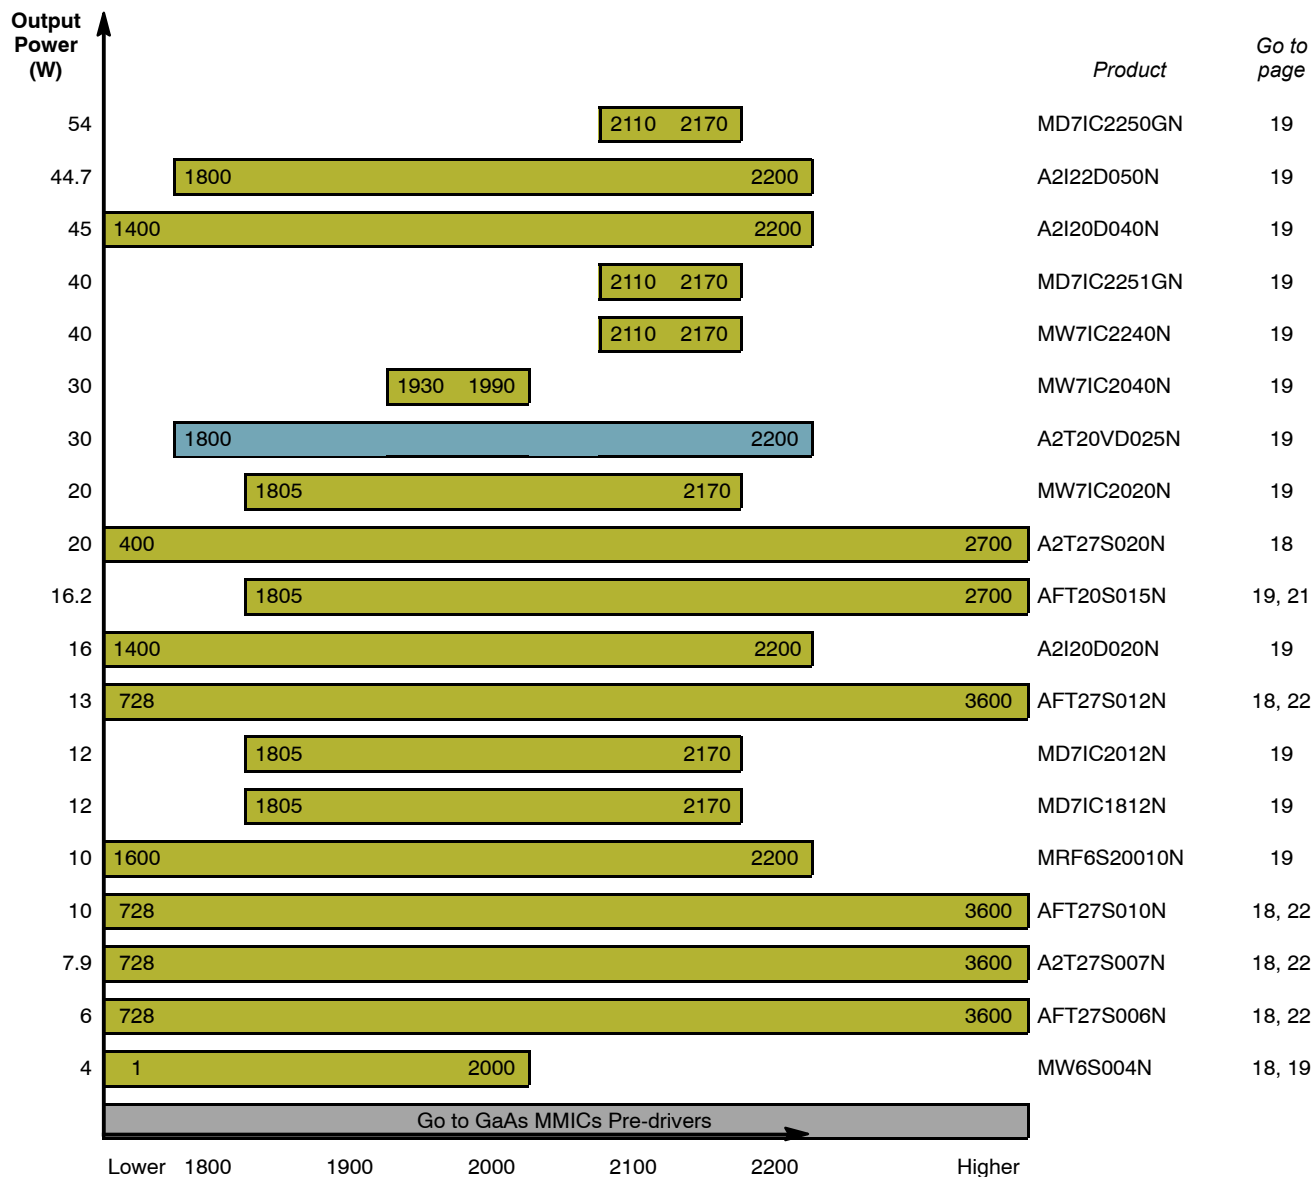 Output
Power
(W)
Product
Go to
page
54 2110 2170 MD7IC2250GN 19
44.7 1800 2200 A2I22D050N 19
45 1400 2200 A2I20D040N 19
40 2110 2170 MD7IC2251GN 19
40 2110 2170 MW7IC2240N 19
30 1930 1990 MW7IC2040N 19
30 1800 2200 A2T20VD025N 19
20 1805 2170 MW7IC2020N 19
20 400 2700 A2T27S020N 18
16.2 1805 2700 AFT20S015N 19, 21
16 1400 2200 A2I20D020N 19
13 728 3600 AFT27S012N 18, 22
12 1805 2170 MD7IC2012N 19
12 1805 2170 MD7IC1812N 19
10 1600 2200 MRF6S20010N 19
10 728 3600 AFT27S010N 18, 22
7.9 728 3600 A2T27S007N 18, 22
6 728 3600 AFT27S006N 18, 22
4 1 2000 MW6S004N 18, 19
Go to GaAs MMICs Pre-drivers
Lower 1800 1900 2000 2100 2200 Higher